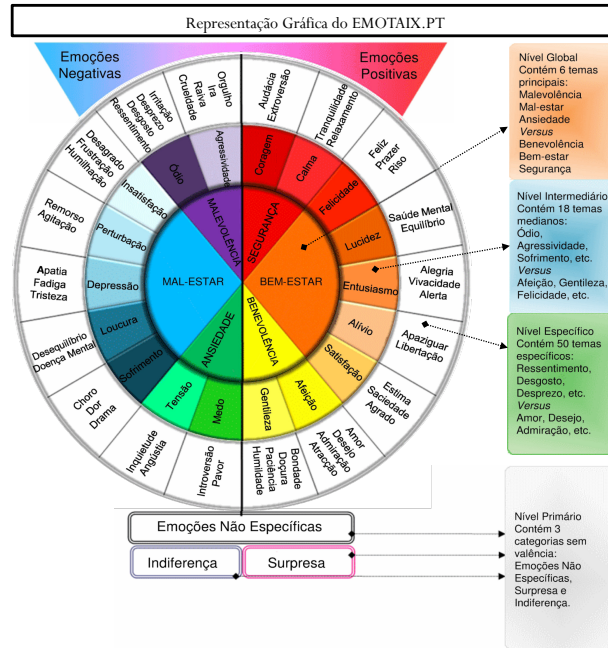 Representação Gráfica do EMOTAIX.PT
Emoções
Negativas
Emoções
Positivas
Orgulho
Ira
Raiva
Crueldade
Irritação
Desprezo
Desgosto
Ressentimento
Desagrado
Frustração
Humilhação
Remorso
Agitação
Apatia
Fadiga
Tristeza
Desequilíbrio
Doença Mental
Choro
Dor
Drama
Inquietude
Angústia
Introversão
Pavor
Audácia
Extroversão
Tranquilidade
Relaxamento
Feliz
Prazer
Riso
Saúde Mental
Equilíbrio
Alegria
Vivacidade
Alerta
Apaziguar
Libertação
Estima
Saciedade
Agrado
Amor
Desejo
Admiração
Atracção
Bondade
Doçura
Paciência
Humildade
Agressividade
Ódio
Insatisfação
Perturbação
Depressão
Loucura
Sofrimento
Tensão
Medo
Coragem
Calma
Felicidade
Lucidez
Entusiasmo
Alívio
Satisfação
Afeição
Gentileza
MALEVOLÊNCIA
SEGURANÇA
MAL-ESTAR
BEM-ESTAR
ANSIEDADE
BENEVOLÊNCIA
Emoções Não Específicas
Indiferença
Surpresa
Nível Global
Contém 6 temas
principais:
Malevolência
Mal-estar
Ansiedade
Versus
Benevolência
Bem-estar
Segurança
Nível Intermediário
Contém 18 temas
medianos:
Ódio,
Agressividade,
Sofrimento, etc.
Versus
Afeição, Gentileza,
Felicidade, etc.
Nível Específico
Contém 50 temas
específicos:
Ressentimento,
Desgosto,
Desprezo, etc.
Versus
Amor, Desejo,
Admiração, etc.
Nível Primário
Contém 3
categorias sem
valência:
Emoções Não
Específicas,
Surpresa e
Indiferença.